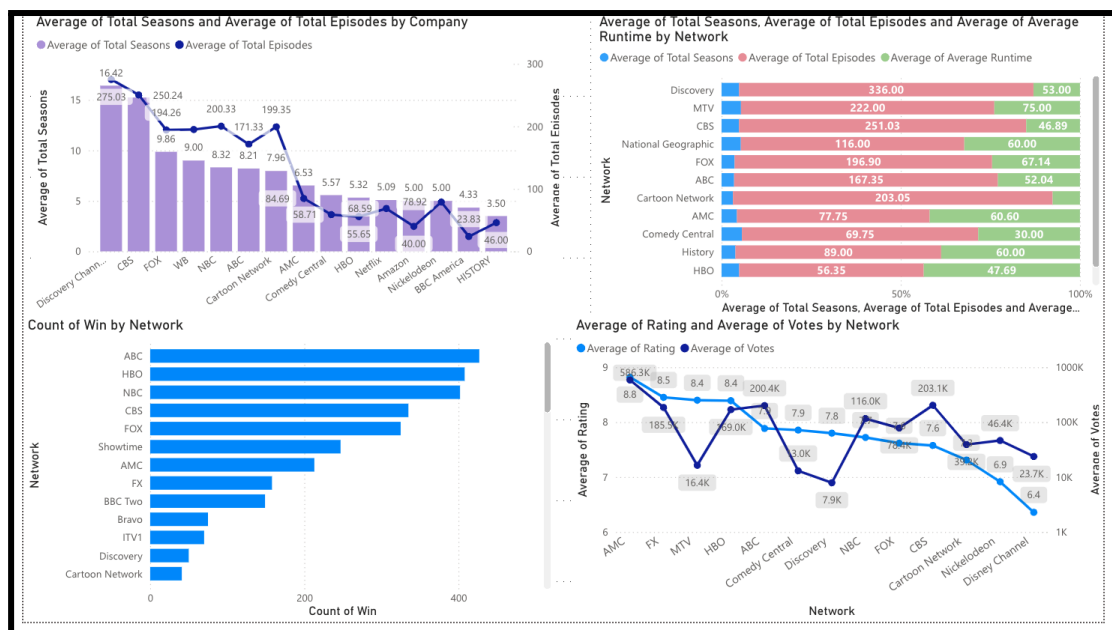 Average of Total Seasons and Average of Total Episodes by Company
Average of Total Seasons
Average of Total Episodes
Average of Total Seasons
15
10
5
0
300
200
100
0
Average of Total Episodes
16.42
275.03
250.24
194.26
9.86
9.00
200.33
8.32
171.33
8.21
199.35
7.96
84.69
6.53
58.71
5.57
5.32
68.59
55.65
5.09
5.00
78.92
40.00
5.00
4.33
23.83
3.50
46.00
Discovery Chann...
CBS
FOX
WB
NBC
ABC
Cartoon Network
AMC
Comedy Central
HBO
Netflix
Amazon
Nickelodeon
BBC America
HISTORY
Average of Total Seasons, Average of Total Episodes and Average of Average
Runtime by Network
Average of Total Seasons
Average of Total Episodes
Average of Average Runtime
Network
Discovery 336.00 53.00
MTV 222.00 75.00
CBS 251.03 46.89
National Geographic 116.00 60.00
FOX 196.90 67.14
ABC 167.35 52.04
Cartoon Network 203.05
AMC 77.75 60.60
Comedy Central 69.75 30.00
History 89.00 60.00
HBO 56.35 47.69
0% 50% 100%
Average of Total Seasons, Average of Total Episodes and Average...
Count of Win by Network
Network
ABC
HBO
NBC
CBS
FOX
Showtime
AMC
FX
BBC Two
Bravo
ITV1
Discovery
Cartoon Network
0 200 400
Count of Win
Average of Rating and Average of Votes by Network
Average of Rating
Average of Votes
Average of Rating
9
8
7
6
1000K
100K
10K
1K
Average of Votes
586.3K
8.8
8.5
185.5K
8.4
16.4K
8.4
169.0K
200.4K
7.9
7.8
7.9K
116.0K
203.1K
7.6
46.4K
6.9
23.7K
6.4
AMC
FX
MTV
HBO
ABC
Comedy Central
Discovery
NBC
FOX
CBS
Cartoon Network
Nickelodeon
Disney Channel
Network